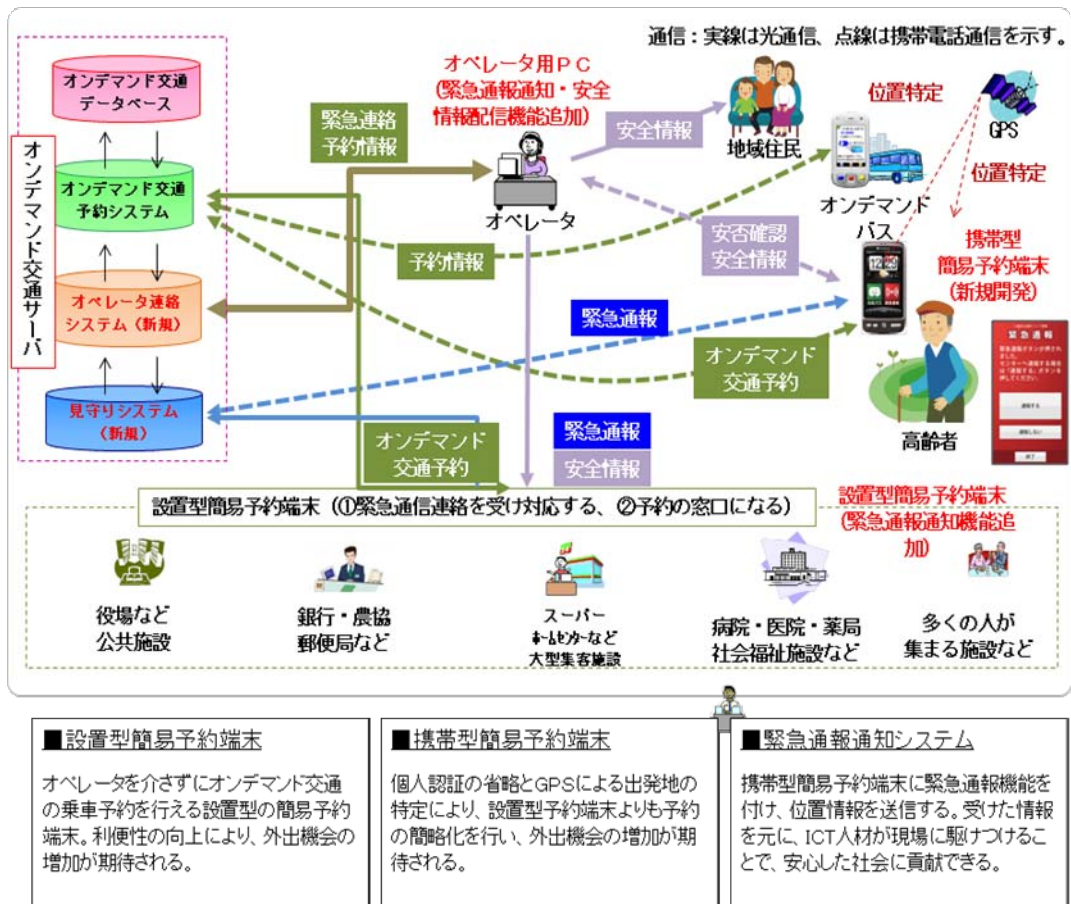 通信：実線は光通信、点線は携帯電話通信を示す。
オンデマンド交通
データベース
オンデマンド交通
予約システム
オペレータ連絡
システム（新規）
見守りシステム
（新規）
オンデマンド交通サーバ
緊急連絡
予約情報
オペレータ用ＰＣ
（緊急通報通知・安全
情報配信機能追加）
オペレータ
安全情報
地域住民
位置特定
GPS
位置特定
オンデマンド
バス
安否確認
安全情報
予約情報
携帯型
簡易予約端末
（新規開発）
緊急通報
オンデマンド
交通予約
緊急通報
高齢者
オンデマンド
交通予約
緊急通報
安全情報
設置型簡易予約端末（①緊急通信連絡を受け対応する、②予約の窓口になる）
設置型簡易予約端末
（緊急通報通知機能追
加）
役場など
公共施設
銀行・農協
郵便局など
スーパー
ホームセンターなど
大型集客施設
病院・医院・薬局
社会福祉施設など
多くの人が
集まる施設など
■設置型簡易予約端末
オペレータを介さずにオンデマンド交通
の乗車予約を行える設置型の簡易予約
端末。利便性の向上により、外出機会の
増加が期待される。
■携帯型簡易予約端末
個人認証の省略とGPSによる出発地の
特定により、設置型予約端末よりも予約
の簡略化を行い、外出機会の増加が期
待される。
■緊急通報通知システム
携帯型簡易予約端末に緊急通報機能を
付け、位置情報を送信する。受けた情報
を元に、ICT人材が現場に駆けつけるこ
とで、安心した社会に貢献できる。